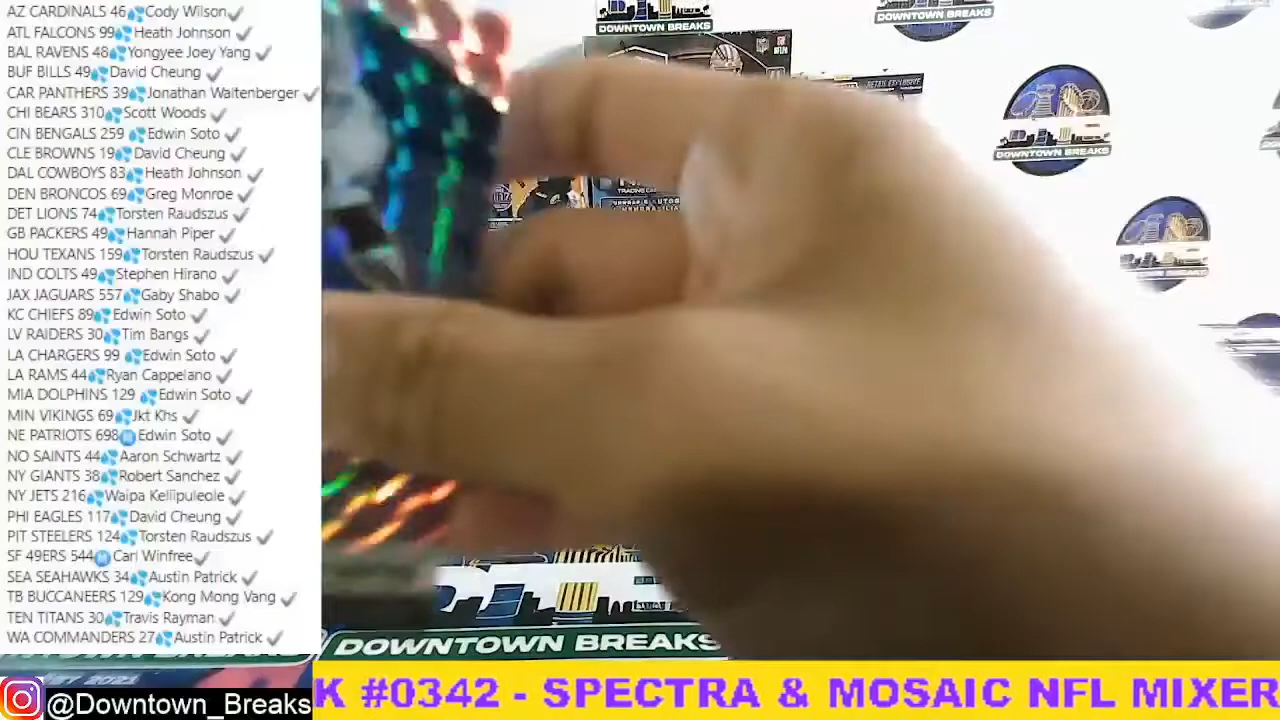 AZ CARDINALS 46💦Cody Wilson✔
ATL FALCONS 99💦Heath Johnson✔
BAL RAVENS 48💦Yongyee Joey Yang ✔
BUF BILLS 49💦David Cheung ✔
CAR PANTHERS 39💦Jonathan Waitenberger ✔
CHI BEARS 310💦Scott Woods✔
CIN BENGALS 259 💦Edwin Soto ✔
CLE BROWNS 19💦David Cheung ✔
DAL COWBOYS 83💦Heath Johnson ✔
DEN BRONCOS 69💦Greg Monroe✔
DET LIONS 74💦Torsten Raudszus ✔
GB PACKERS 49💦Hannah Piper ✔
HOU TEXANS 159💦Torsten Raudszus ✔
IND COLTS 49💦Stephen Hirano ✔
JAX JAGUARS 557💦Gaby Shabo ✔
KC CHIEFS 89💦Edwin Soto ✔
LV RAIDERS 30💦Tim Bangs ✔
LA CHARGERS 99 💦Edwin Soto ✔
LA RAMS 44💦Ryan Cappelano ✔
MIA DOLPHINS 129 💦Edwin Soto ✔
MIN VIKINGS 69💦Jkt Khs ✔
NE PATRIOTS 698Ⓜ️Edwin Soto ✔
NO SAINTS 44💦Aaron Schwartz ✔
NY GIANTS 38💦Robert Sanchez ✔
NY JETS 216💦Waipa Keliipuleole ✔
PHI EAGLES 117💦David Cheung ✔
PIT STEELERS 124💦Torsten Raudszus ✔
SF 49ERS 544Ⓜ️Carl Winfree✔
SEA SEAHAWKS 34💦Austin Patrick ✔
TB BUCCANEERS 129💦Kong Mong Vang ✔
TEN TITANS 30💦Travis Rayman✔
WA COMMANDERS 27💦Austin Patrick ✔
DOWNTOWN BREAKS
DOWNTOWN BREAKS
DOWNTOWN BREAKS
DOWNTOWN BREAKS
RETAIL EXCLUSIVE
DOWNTOWN BREAKS
@Downtown_Breaks
K #0342 - SPECTRA & MOSAIC NFL MIXER